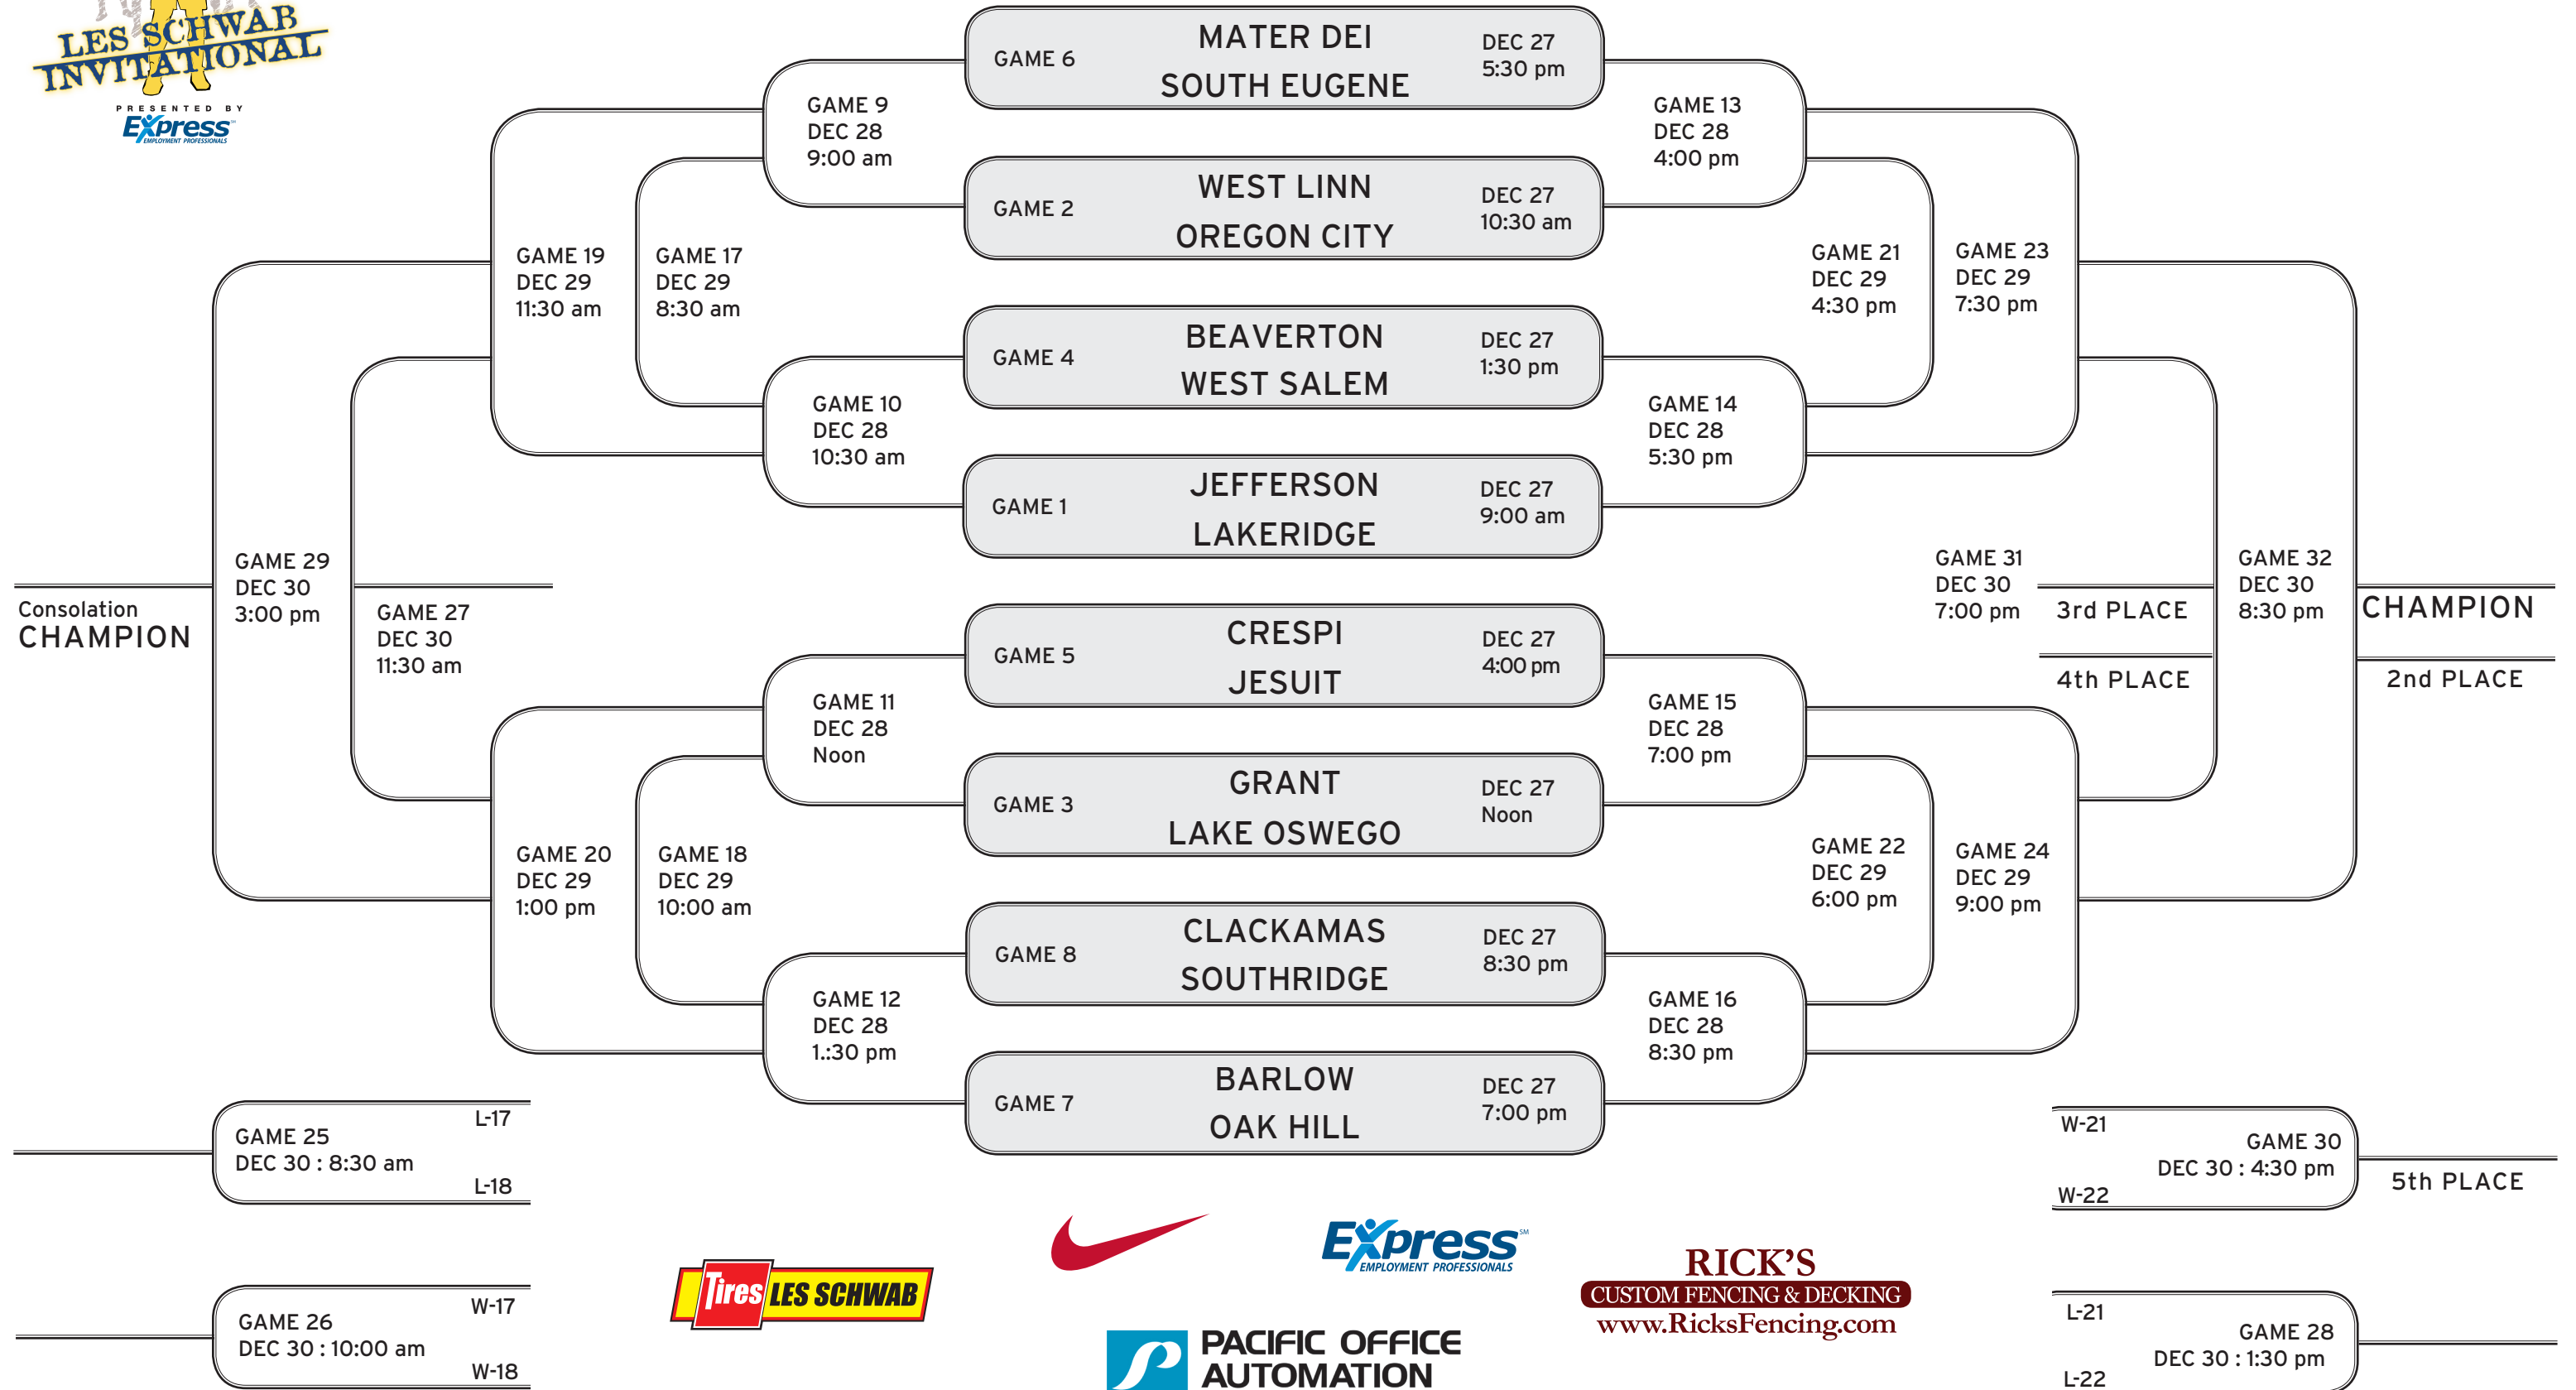 LES SCHWAB
INVITATIONAL
PRESENTED BY
Express
EMPLOYMENT PROFESSIONALS
GAME 6
MATER DEI
SOUTH EUGENE
DEC 27
5:30 pm
GAME 2
WEST LINN
OREGON CITY
DEC 27
10:30 am
GAME 4
BEAVERTON
WEST SALEM
DEC 27
1:30 pm
GAME 1
JEFFERSON
LAKERIDGE
DEC 27
9:00 am
GAME 5
CRESPI
JESUIT
DEC 27
4:00 pm
GAME 3
GRANT
LAKE OSWEGO
DEC 27
Noon
GAME 8
CLACKAMAS
SOUTHRIDGE
DEC 27
8:30 pm
GAME 7
BARLOW
OAK HILL
DEC 27
7:00 pm
GAME 9
DEC 28
9:00 am
GAME 10
DEC 28
10:30 am
GAME 11
DEC 28
Noon
GAME 12
DEC 28
1.:30 pm
GAME 19
DEC 29
11:30 am
GAME 17
DEC 29
8:30 am
GAME 20
DEC 29
1:00 pm
GAME 18
DEC 29
10:00 am
GAME 29
DEC 30
3:00 pm
GAME 27
DEC 30
11:30 am
Consolation
CHAMPION
GAME 13
DEC 28
4:00 pm
GAME 14
DEC 28
5:30 pm
GAME 15
DEC 28
7:00 pm
GAME 16
DEC 28
8:30 pm
GAME 21
DEC 29
4:30 pm
GAME 23
DEC 29
7:30 pm
GAME 22
DEC 29
6:00 pm
GAME 24
DEC 29
9:00 pm
GAME 31
DEC 30
7:00 pm
3rd PLACE
4th PLACE
GAME 32
DEC 30
8:30 pm
CHAMPION
2nd PLACE
L-17
GAME 25
DEC 30 : 8:30 am
L-18
W-17
GAME 26
DEC 30 : 10:00 am
W-18
W-21
GAME 30
DEC 30 : 4:30 pm
W-22
5th PLACE
L-21
GAME 28
DEC 30 : 1:30 pm
L-22
Tires LES SCHWAB
Express SM
EMPLOYMENT PROFESSIONALS
PACIFIC OFFICE
AUTOMATION
RICK'S
CUSTOM FENCING & DECKING
www.RicksFencing.com